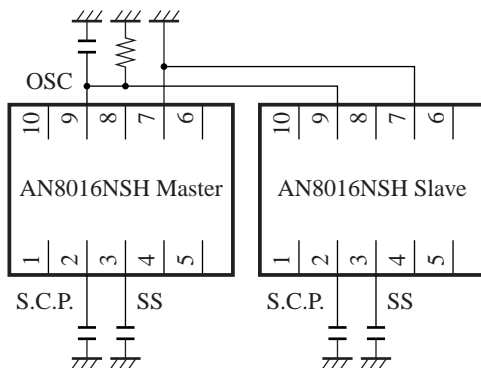 OSC
10 9 8 7 6 10 9 8 7 6
AN8016NSH Master AN8016NSH Slave
1 2 3 4 5 1 2 3 4 5
S.C.P. SS S.C.P. SS